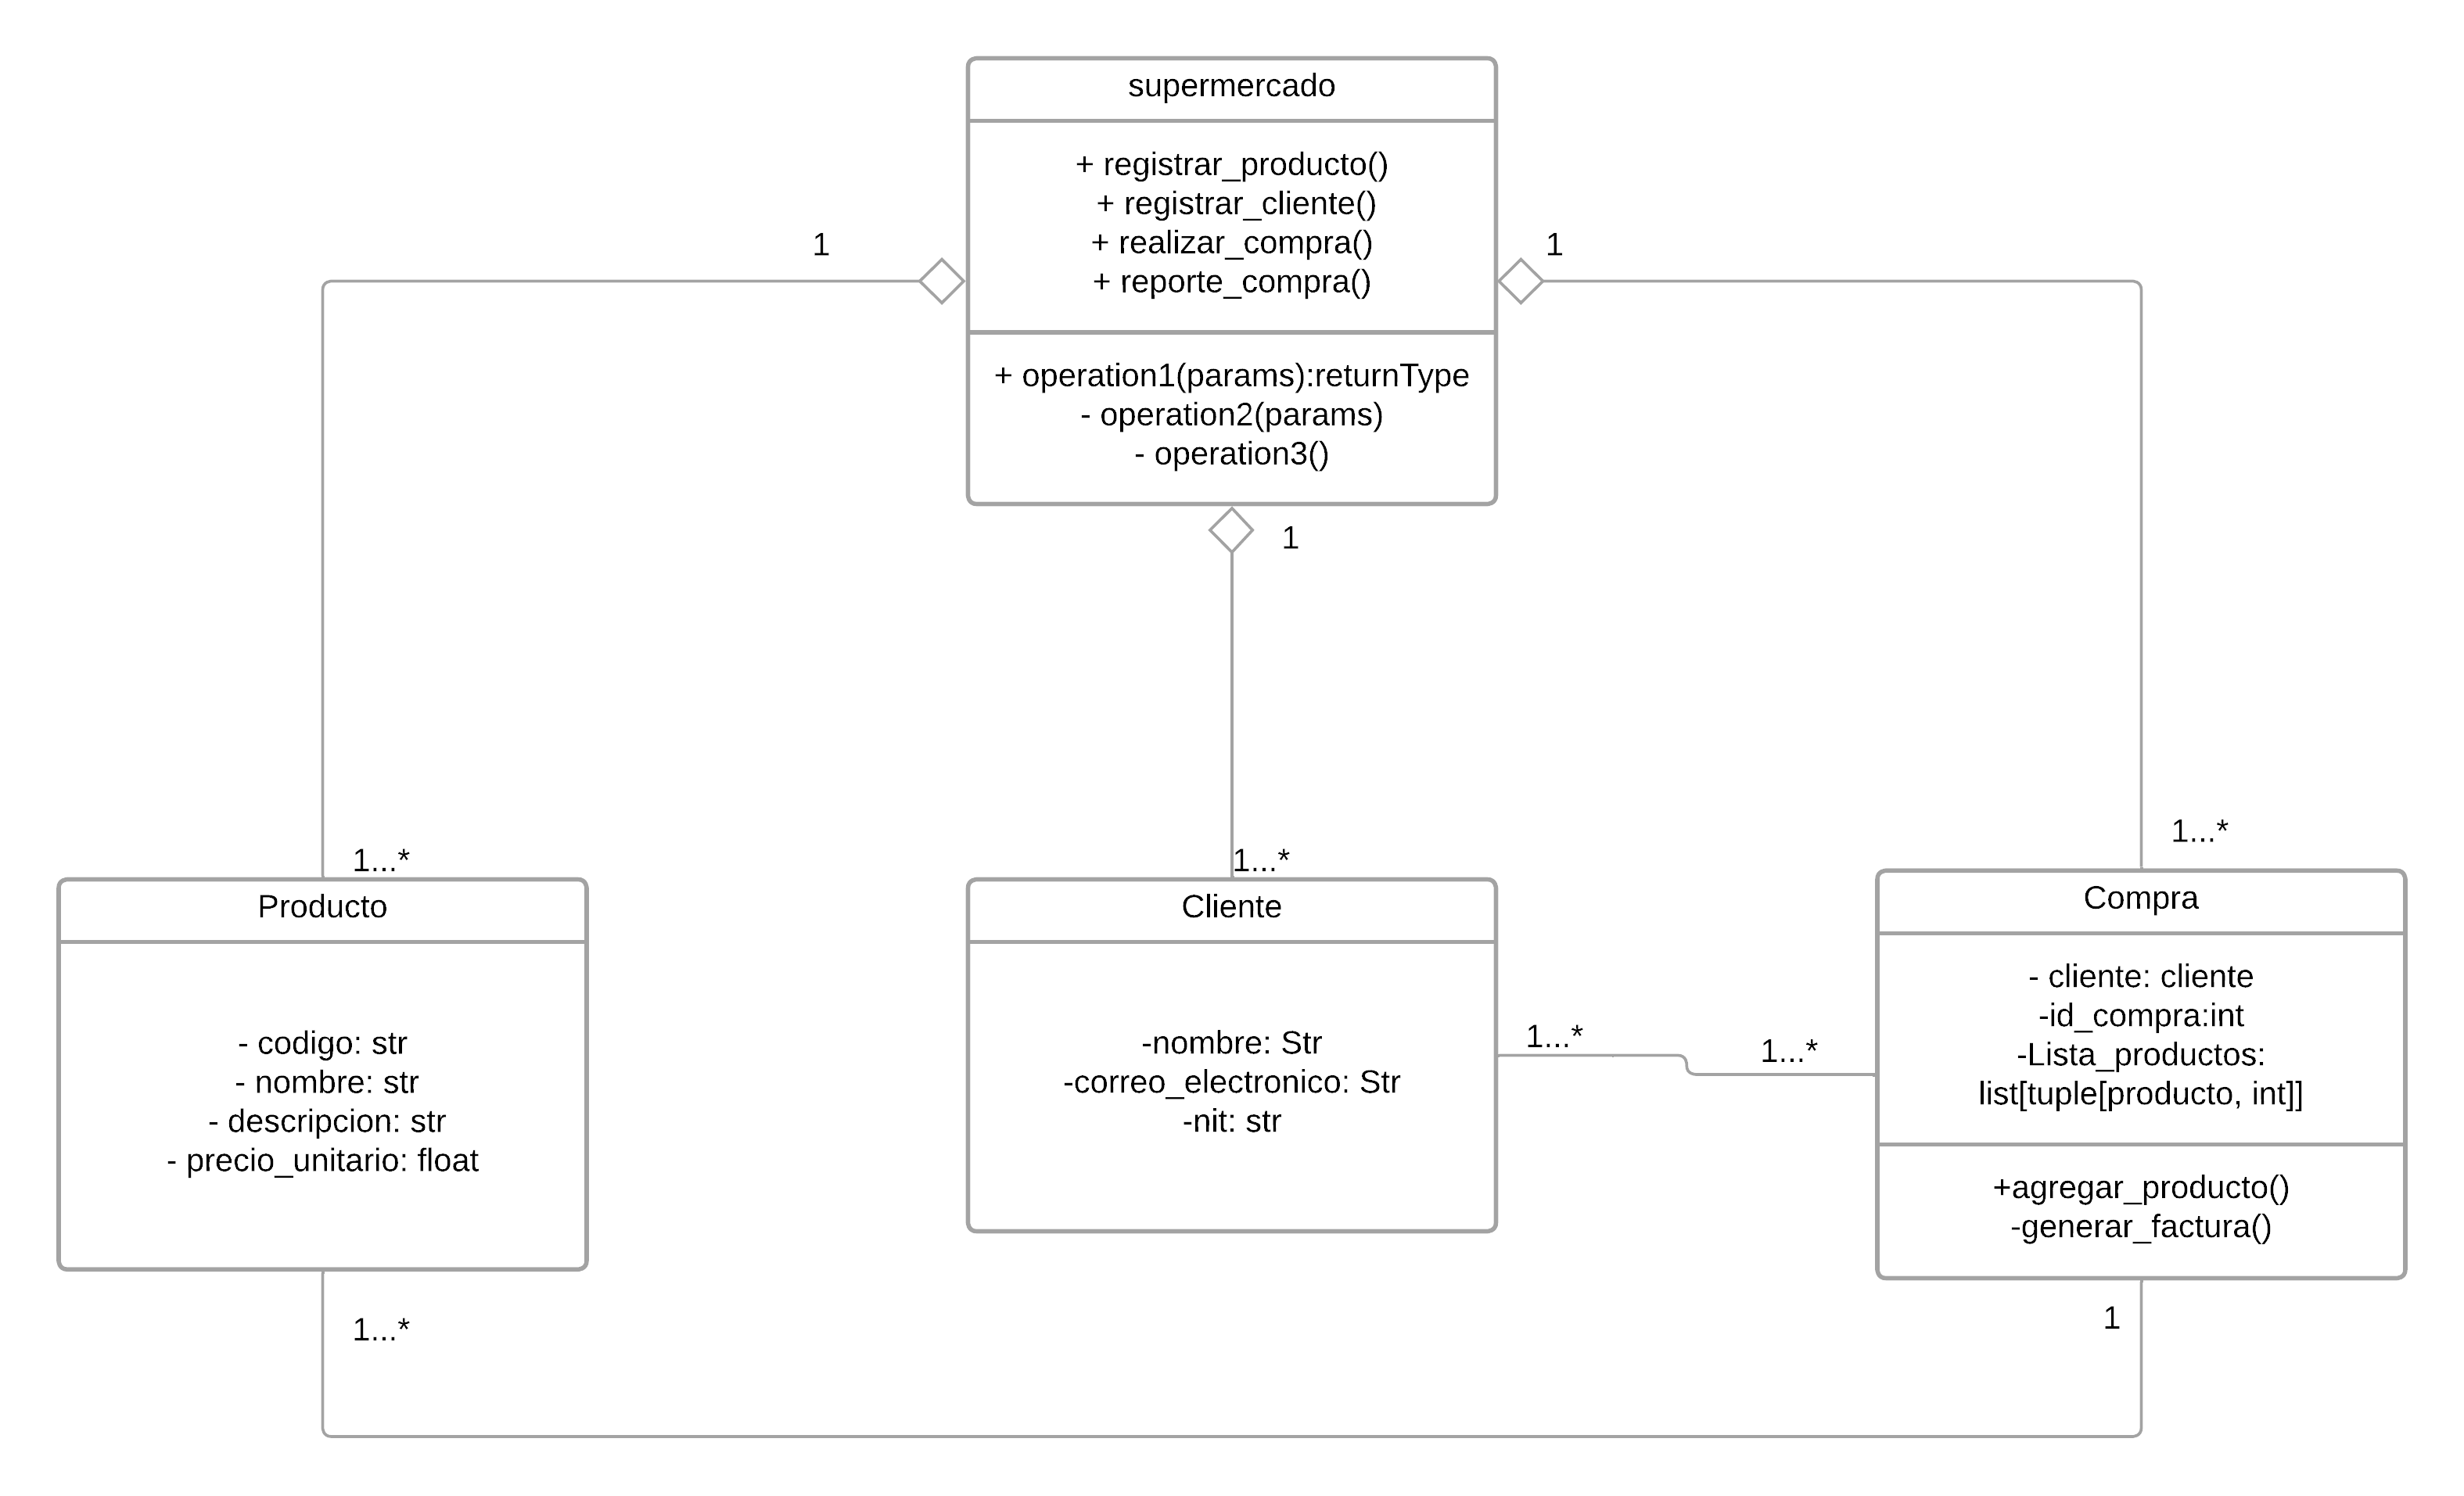 supermercado
+ registrar_producto()
+ registrar_cliente()
+ realizar_compra()
+ reporte_compra()
+ operation1(params):returnType
- operation2(params)
- operation3()
1
1
1
1...*
1...*
1...*
Producto
- codigo: str
- nombre: str
- descripcion: str
- precio_unitario: float
Cliente
-nombre: Str
-correo_electronico: Str
-nit: str
1...*
1...*
Compra
- cliente: cliente
-id_compra:int
-Lista_productos:
list[tuple[producto, int]]
+agregar_producto()
-generar_factura()
1...*
1